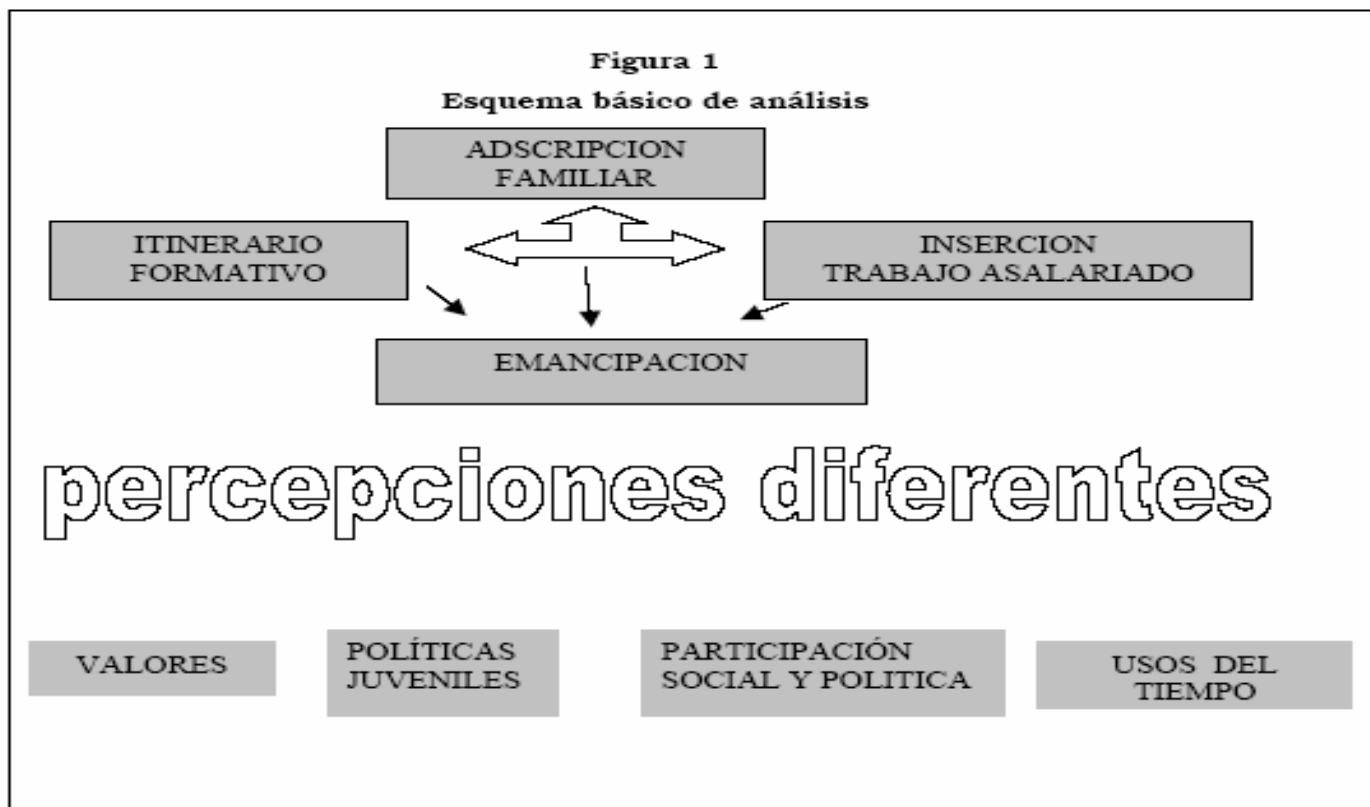 Figura 1
Esquema básico de análisis
ADSCRIPCION
FAMILIAR
ITINERARIO
FORMATIVO
INSERCION
TRABAJO ASALARIADO
EMANCIPACION
percepciones diferentes
VALORES
POLÍTICAS
JUVENILES
PARTICIPACIÓN
SOCIAL Y POLITICA
USOS DEL
TIEMPO